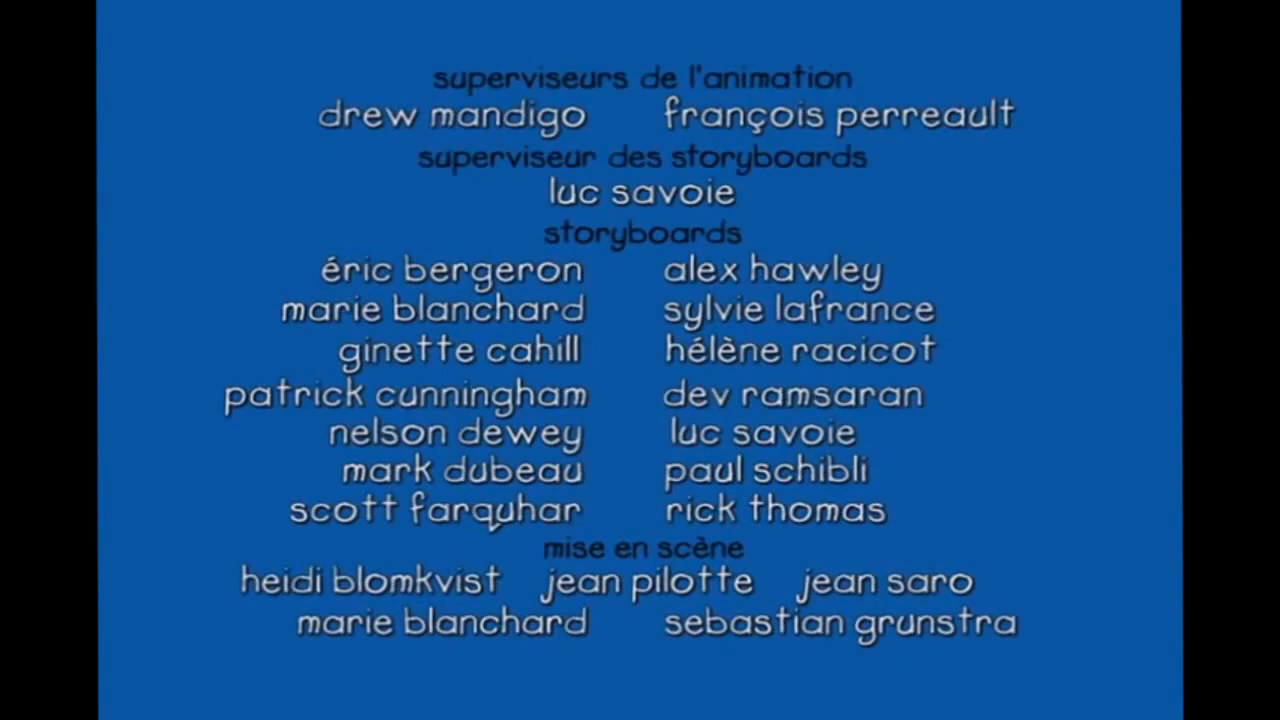 superviseurs de l'animation
drew mandigo françois perreault
superviseur des storyboards
luc savoie
storyboards
éric bergeron alex hawley
marie blanchard sylvie lafrance
ginette cahill hélène racicot
patrick cunningham dev ramsaran
nelson dewey luc savoie
mark dubeau paul schibli
scott farquhar rick thomas
mise en scène
heidi blomkvist jean pilotte jean saro
marie blanchard sebastian grunstra